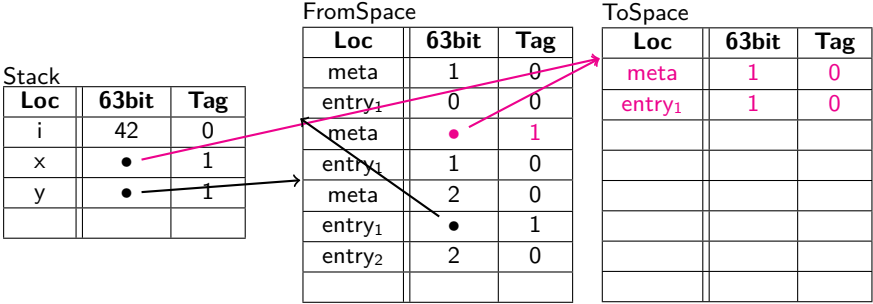 Stack
Loc 63bit Tag
i 42 0
x • 1
y • 1
FromSpace
Loc 63bit Tag
meta 1 0
entry₁ 0 0
meta • 1
entry₁ 1 0
meta 2 0
entry₁ • 1
entry₂ 2 0
ToSpace
Loc 63bit Tag
meta 1 0
entry₁ 1 0